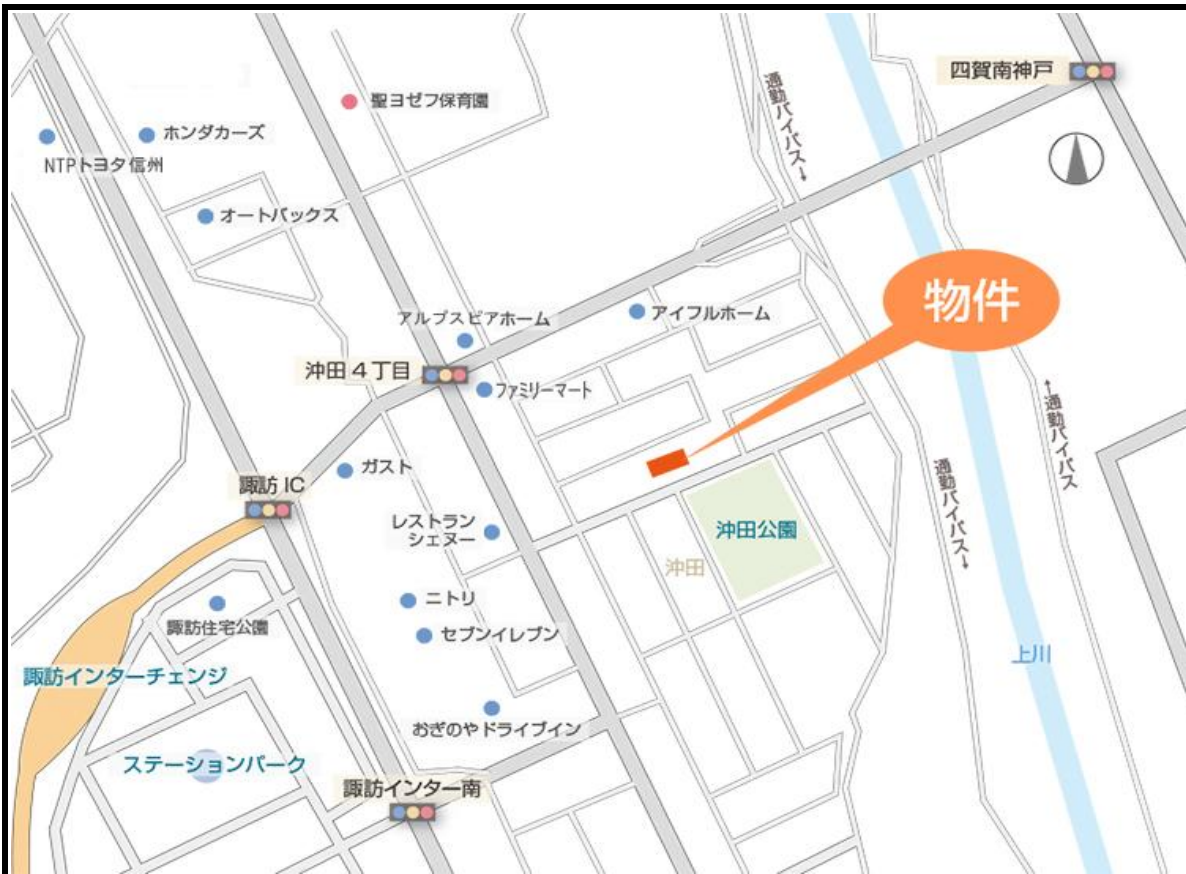 四賀南神戸
通勤バイパス→
聖ヨゼフ保育園
ホンダカーズ
NTPトヨタ信州
オートバックス
物件
アルプスピアホーム
アイフルホーム
沖田4丁目
ファミリーマート
←通勤バイパス
ガスト
通勤バイパス→
諏訪IC
レストラン
シェヌー
沖田公園
沖田
ニトリ
諏訪住宅公園
セブンイレブン
上川
諏訪インターチェンジ
おぎのやドライブイン
ステーションパーク
諏訪インター南